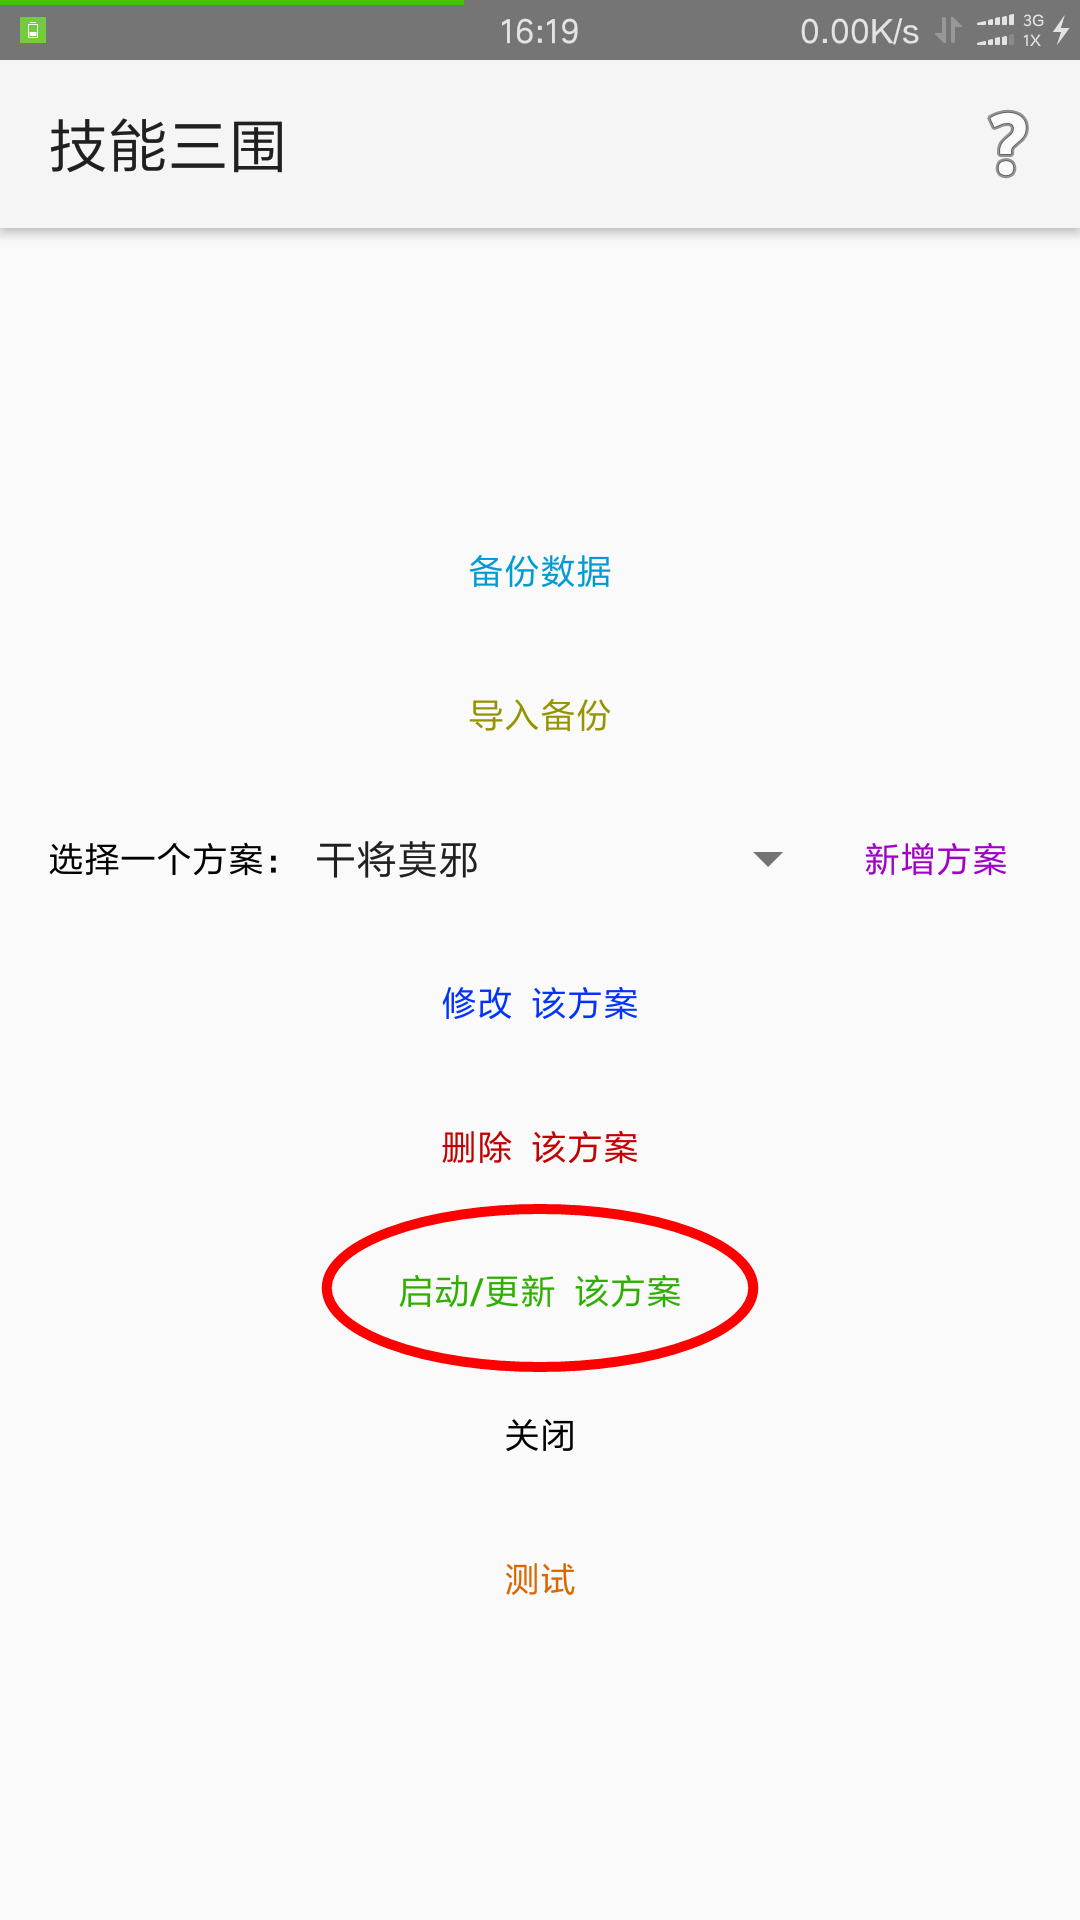 16:19 0.00K/s 3G 1X
技能三围
备份数据
导入备份
选择一个方案: 干将莫邪 新增方案
修改 该方案
删除 该方案
启动/更新 该方案
关闭
测试